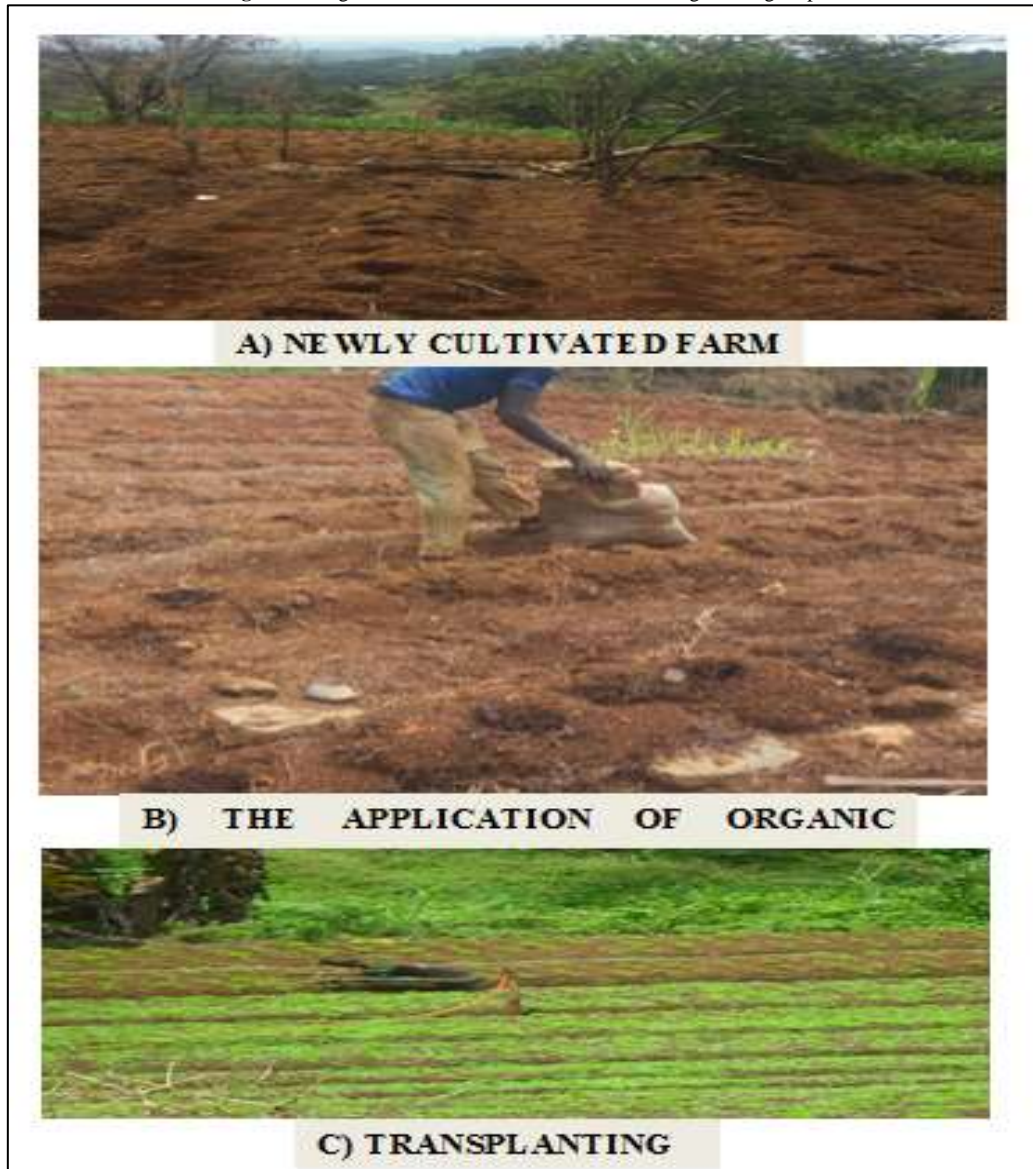 A) NEWLY CULTIVATED FARM
B) THE APPLICATION OF ORGANIC
C) TRANSPLANTING